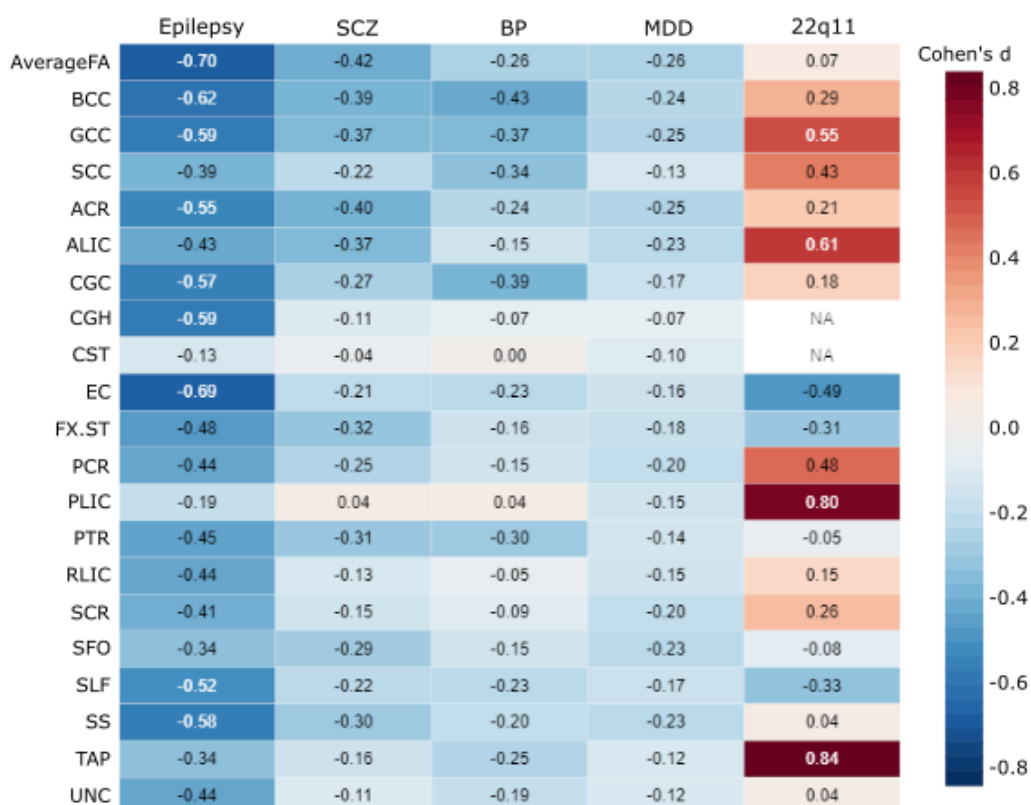 Epilepsy SCZ BP MDD 22q11
Cohen's d
AverageFA -0.70 -0.42 -0.26 -0.26 0.07
BCC -0.62 -0.39 -0.43 -0.24 0.29
GCC -0.59 -0.37 -0.37 -0.25 0.55
SCC -0.39 -0.22 -0.34 -0.13 0.43
ACR -0.55 -0.40 -0.24 -0.25 0.21
ALIC -0.43 -0.37 -0.15 -0.23 0.61
CGC -0.57 -0.27 -0.39 -0.17 0.18
CGH -0.59 -0.11 -0.07 -0.07 NA
CST -0.13 -0.04 0.00 -0.10 NA
EC -0.69 -0.21 -0.23 -0.16 -0.49
FX.ST -0.48 -0.32 -0.16 -0.18 -0.31
PCR -0.44 -0.25 -0.15 -0.20 0.48
PLIC -0.19 0.04 0.04 -0.15 0.80
PTR -0.45 -0.31 -0.30 -0.14 -0.05
RLIC -0.44 -0.13 -0.05 -0.15 0.15
SCR -0.41 -0.15 -0.09 -0.20 0.26
SFO -0.34 -0.29 -0.15 -0.23 -0.08
SLF -0.52 -0.22 -0.23 -0.17 -0.33
SS -0.58 -0.30 -0.20 -0.23 0.04
TAP -0.34 -0.16 -0.25 -0.12 0.84
UNC -0.44 -0.11 -0.19 -0.12 0.04
0.8
0.6
0.4
0.2
0.0
-0.2
-0.4
-0.6
-0.8